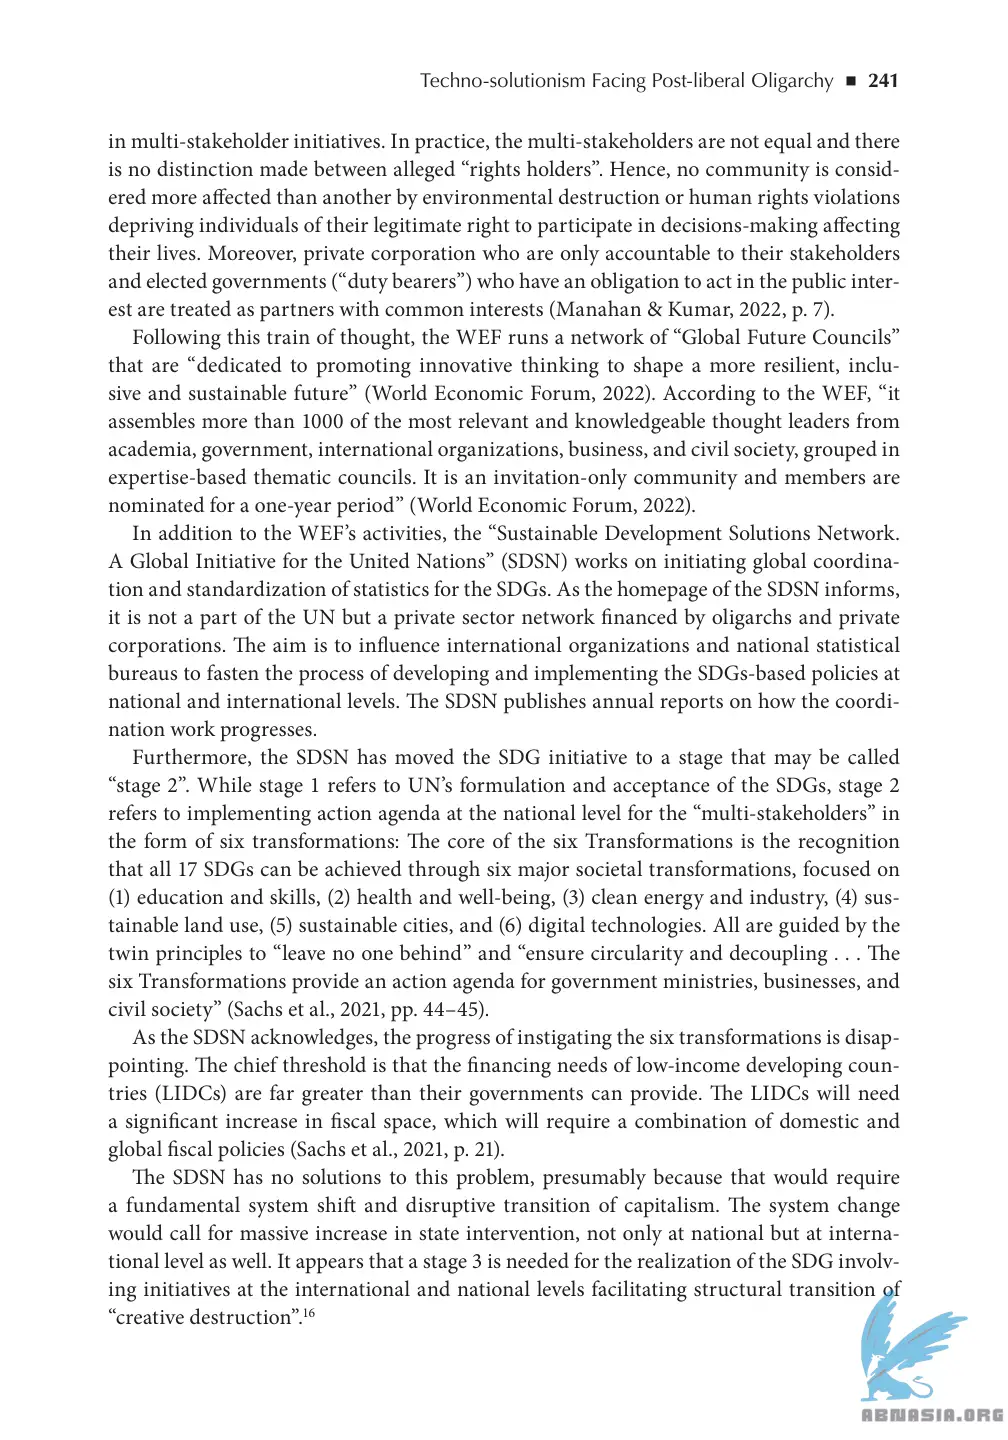 Techno-solutionism Facing Post-liberal Oligarchy ■ 241
in multi-stakeholder initiatives. In practice, the multi-stakeholders are not equal and there
is no distinction made between alleged “rights holders”. Hence, no community is consid-
ered more affected than another by environmental destruction or human rights violations
depriving individuals of their legitimate right to participate in decisions-making affecting
their lives. Moreover, private corporation who are only accountable to their stakeholders
and elected governments (“duty bearers”) who have an obligation to act in the public inter-
est are treated as partners with common interests (Manahan & Kumar, 2022, p. 7).
Following this train of thought, the WEF runs a network of “Global Future Councils”
that are “dedicated to promoting innovative thinking to shape a more resilient, inclu-
sive and sustainable future” (World Economic Forum, 2022). According to the WEF, “it
assembles more than 1000 of the most relevant and knowledgeable thought leaders from
academia, government, international organizations, business, and civil society, grouped in
expertise-based thematic councils. It is an invitation-only community and members are
nominated for a one-year period” (World Economic Forum, 2022).
In addition to the WEF’s activities, the “Sustainable Development Solutions Network.
A Global Initiative for the United Nations” (SDSN) works on initiating global coordina-
tion and standardization of statistics for the SDGs. As the homepage of the SDSN informs,
it is not a part of the UN but a private sector network financed by oligarchs and private
corporations. The aim is to influence international organizations and national statistical
bureaus to fasten the process of developing and implementing the SDGs-based policies at
national and international levels. The SDSN publishes annual reports on how the coordi-
nation work progresses.
Furthermore, the SDSN has moved the SDG initiative to a stage that may be called
“stage 2”. While stage 1 refers to UN’s formulation and acceptance of the SDGs, stage 2
refers to implementing action agenda at the national level for the “multi-stakeholders” in
the form of six transformations: The core of the six Transformations is the recognition
that all 17 SDGs can be achieved through six major societal transformations, focused on
(1) education and skills, (2) health and well-being, (3) clean energy and industry, (4) sus-
tainable land use, (5) sustainable cities, and (6) digital technologies. All are guided by the
twin principles to “leave no one behind” and “ensure circularity and decoupling . . . The
six Transformations provide an action agenda for government ministries, businesses, and
civil society” (Sachs et al., 2021, pp. 44–45).
As the SDSN acknowledges, the progress of instigating the six transformations is disap-
pointing. The chief threshold is that the financing needs of low-income developing coun-
tries (LIDCs) are far greater than their governments can provide. The LIDCs will need
a significant increase in fiscal space, which will require a combination of domestic and
global fiscal policies (Sachs et al., 2021, p. 21).
The SDSN has no solutions to this problem, presumably because that would require
a fundamental system shift and disruptive transition of capitalism. The system change
would call for massive increase in state intervention, not only at national but at interna-
tional level as well. It appears that a stage 3 is needed for the realization of the SDG involv-
ing initiatives at the international and national levels facilitating structural transition of
“creative destruction”.16
ABNASIA.ORG